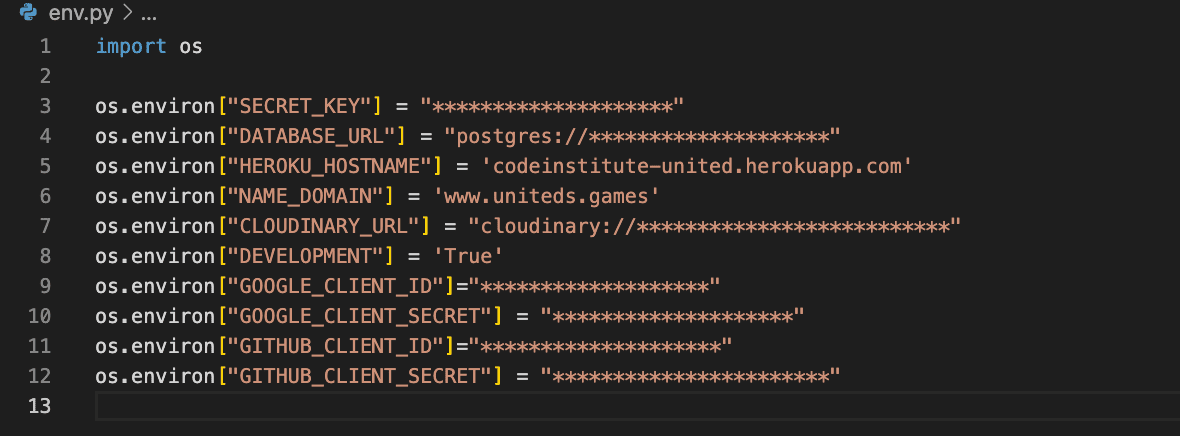 env.py > ...
1 import os
2
3 os.environ["SECRET_KEY"] = "********************"
4 os.environ["DATABASE_URL"] = "postgres://********************"
5 os.environ["HEROKU_HOSTNAME"] = 'codeinstitute-united.herokuapp.com'
6 os.environ["NAME_DOMAIN"] = 'www.uniteds.games'
7 os.environ["CLOUDINARY_URL"] = "cloudinary://**************************"
8 os.environ["DEVELOPMENT"] = 'True'
9 os.environ["GOOGLE_CLIENT_ID"]="*******************"
10 os.environ["GOOGLE_CLIENT_SECRET"] = "********************"
11 os.environ["GITHUB_CLIENT_ID"]="********************"
12 os.environ["GITHUB_CLIENT_SECRET"] = "***********************"
13